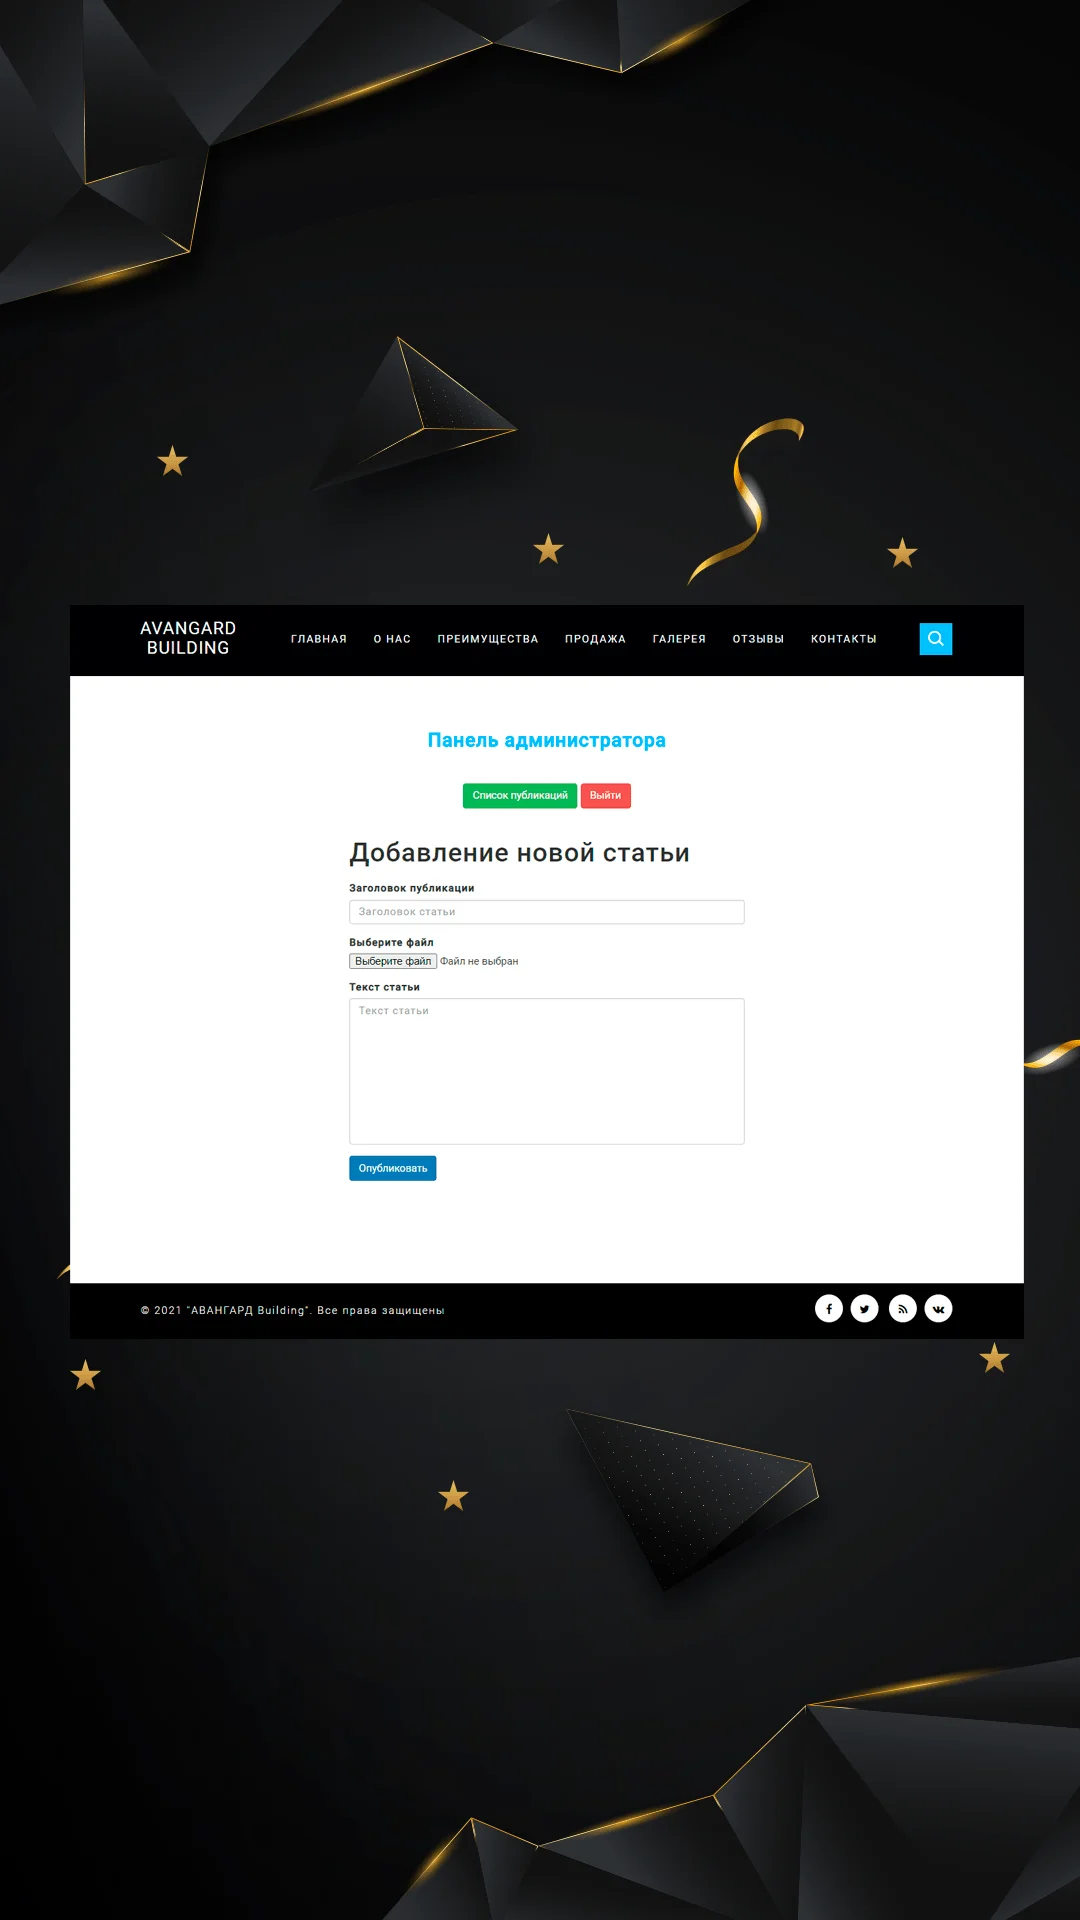 AVANGARD
BUILDING
ГЛАВНАЯ О НАС ПРЕИМУЩЕСТВА ПРОДАЖА ГАЛЕРЕЯ ОТЗЫВЫ КОНТАКТЫ
Панель администратора
Список публикаций Выйти
Добавление новой статьи
Заголовок публикации
Заголовок статьи
Выберите файл
Выберите файл Файл не выбран
Текст статьи
Текст статьи
Опубликовать
© 2021 "АВАНГАРД Building". Все права защищены